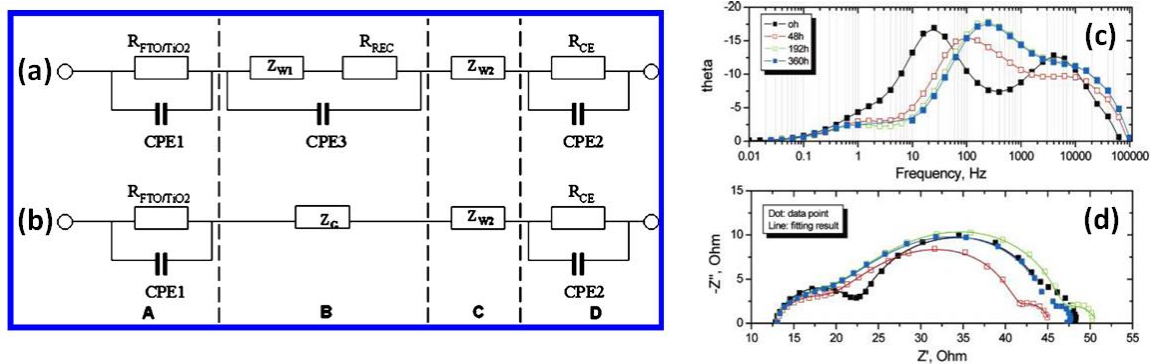 (a)
R_FTO/TiO2
Z_W1
R_REC
Z_W2
R_CE
CPE1
CPE3
CPE2
(b)
R_FTO/TiO2
Z_G
Z_W2
R_CE
CPE1
CPE2
A B C D
(c)
-20
-15
-10
-5
0
theta
0h
48h
192h
360h
0.01 0.1 1 10 100 1000 10000 100000
Frequency, Hz
(d)
15
10
5
0
-Z'', Ohm
Dot: data point
Line: fitting result
10 15 20 25 30 35 40 45 50 55
Z', Ohm